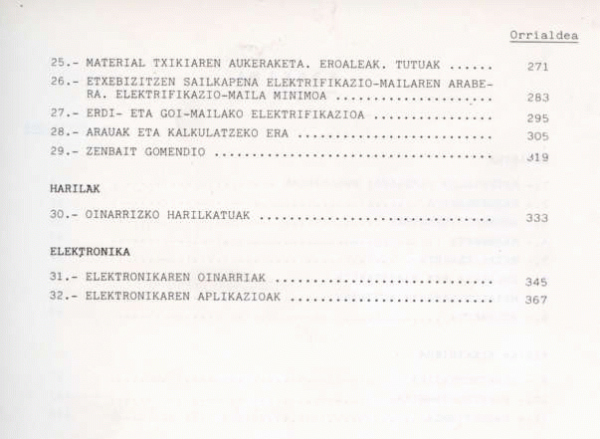 Orrialdea
25.- MATERIAL TXIKIAREN AUKERAKETA. EROALEAK. TUTUAK ...... 271
26.- ETXEBIZITZEN SAILKAPENA ELEKTRIFIKAZIO-MAILAREN ARABE-
RA. ELEKTRIFIKAZIO-MAILA MINIMOA ..................... 283
27.- ERDI- ETA GOI-MAILAKO ELEKTRIFIKAZIOA ................ 295
28.- ARAUAK ETA KALKULATZEKO ERA .......................... 305
29.- ZENBAIT GOMENDIO ..................................... 319
HARILAK
30.- OINARRIZKO HARILKATUAK ............................... 333
ELEKTRONIKA
31.- ELEKTRONIKAREN OINARRIAK ............................. 345
32.- ELEKTRONIKAREN APLIKAZIOAK ........................... 367